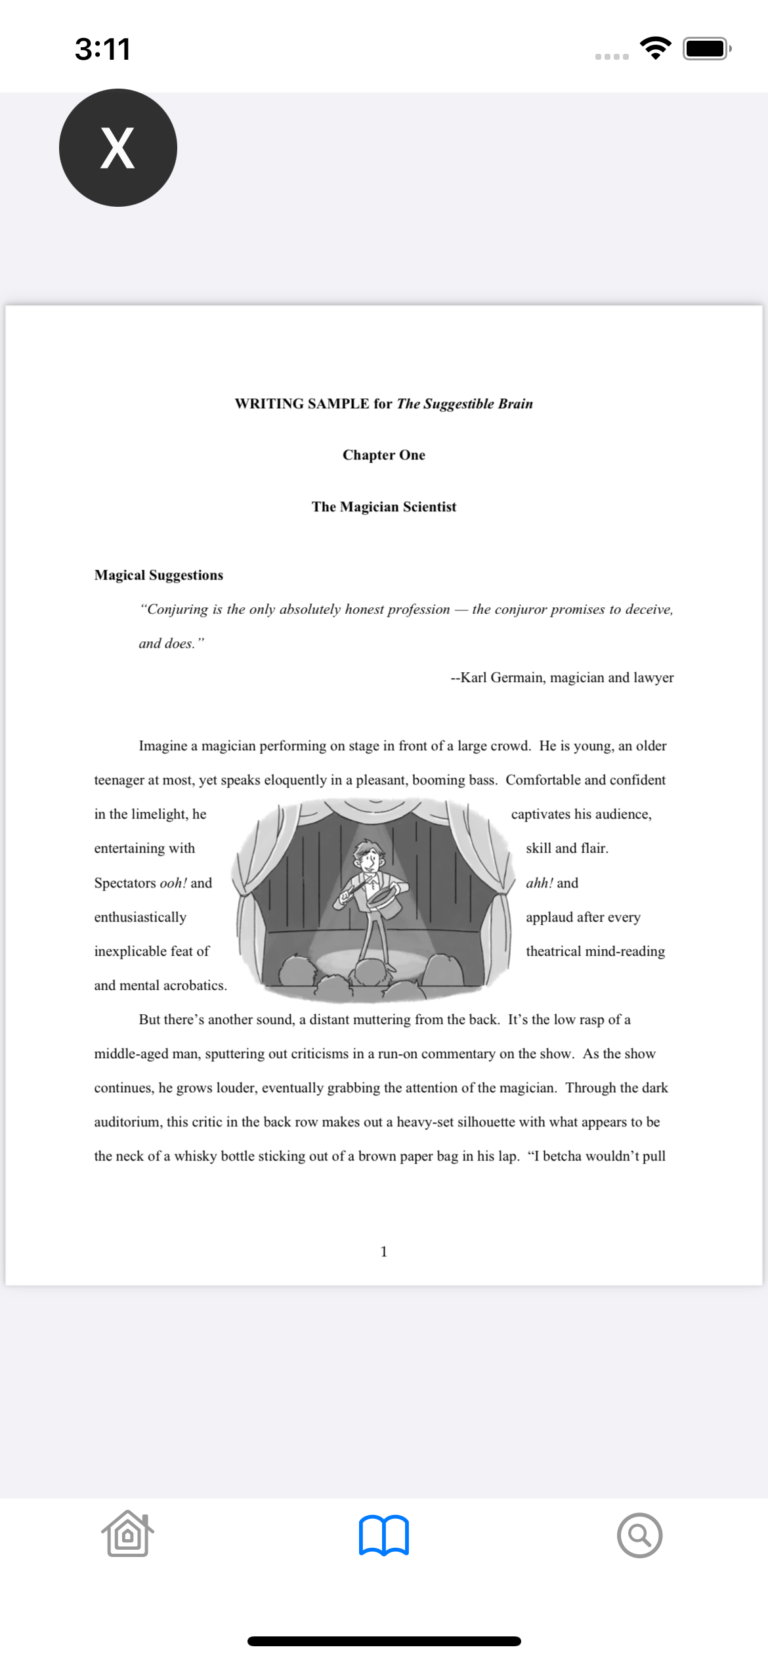 3:11
X
WRITING SAMPLE for The Suggestible Brain
Chapter One
The Magician Scientist
Magical Suggestions
“Conjuring is the only absolutely honest profession — the conjuror promises to deceive,
and does.”
--Karl Germain, magician and lawyer
Imagine a magician performing on stage in front of a large crowd.  He is young, an older
teenager at most, yet speaks eloquently in a pleasant, booming bass.  Comfortable and confident
in the limelight, he captivates his audience,
entertaining with skill and flair.
Spectators ooh! and ahh! and
enthusiastically applaud after every
inexplicable feat of theatrical mind-reading
and mental acrobatics.
But there’s another sound, a distant muttering from the back.  It’s the low rasp of a
middle-aged man, sputtering out criticisms in a run-on commentary on the show.  As the show
continues, he grows louder, eventually grabbing the attention of the magician.  Through the dark
auditorium, this critic in the back row makes out a heavy-set silhouette with what appears to be
the neck of a whisky bottle sticking out of a brown paper bag in his lap.  “I betcha wouldn’t pull
1